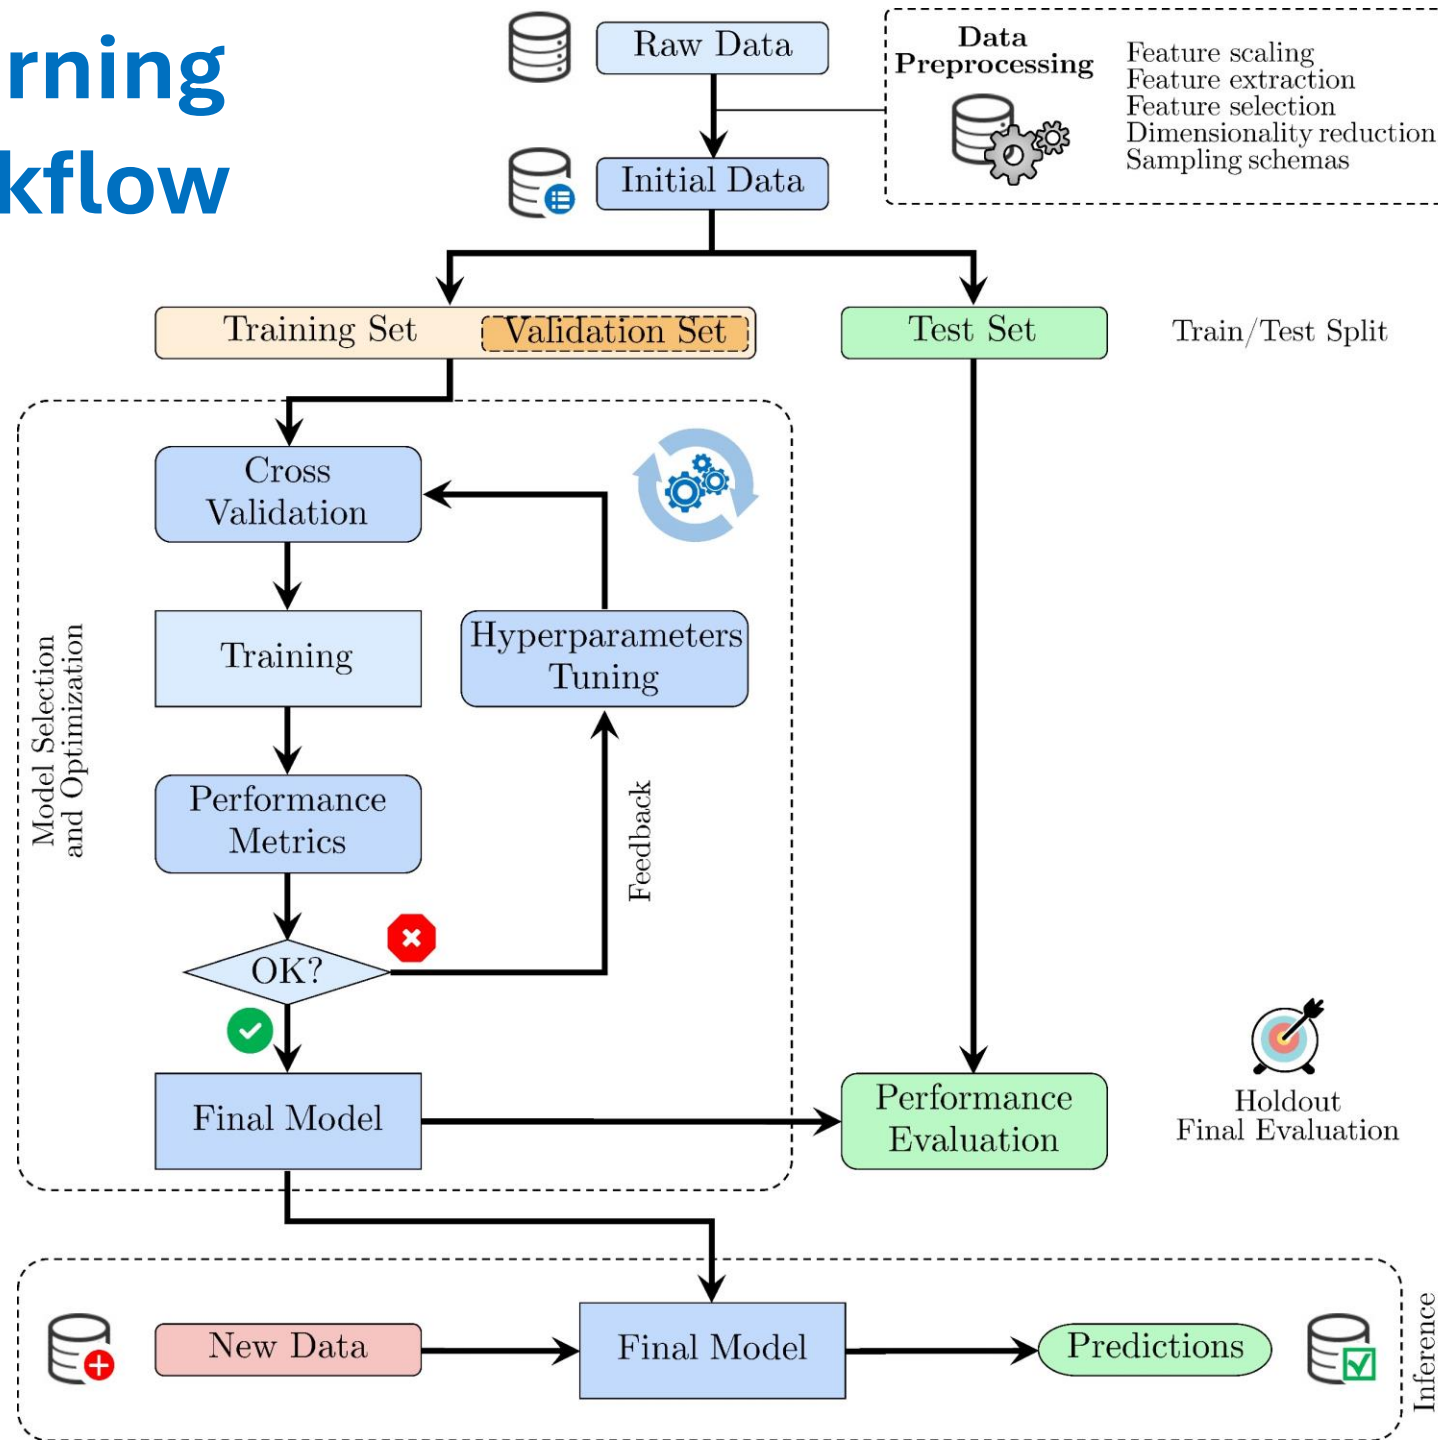 rning
kflow
Raw Data
Data
Preprocessing
Feature scaling
Feature extraction
Feature selection
Dimensionality reduction
Sampling schemas
Initial Data
Training Set
Validation Set
Test Set
Train/Test Split
Cross
Validation
Training
Hyperparameters
Tuning
Model Selection
and Optimization
Performance
Metrics
Feedback
OK?
Final Model
Performance
Evaluation
Holdout
Final Evaluation
New Data
Final Model
Predictions
Inference